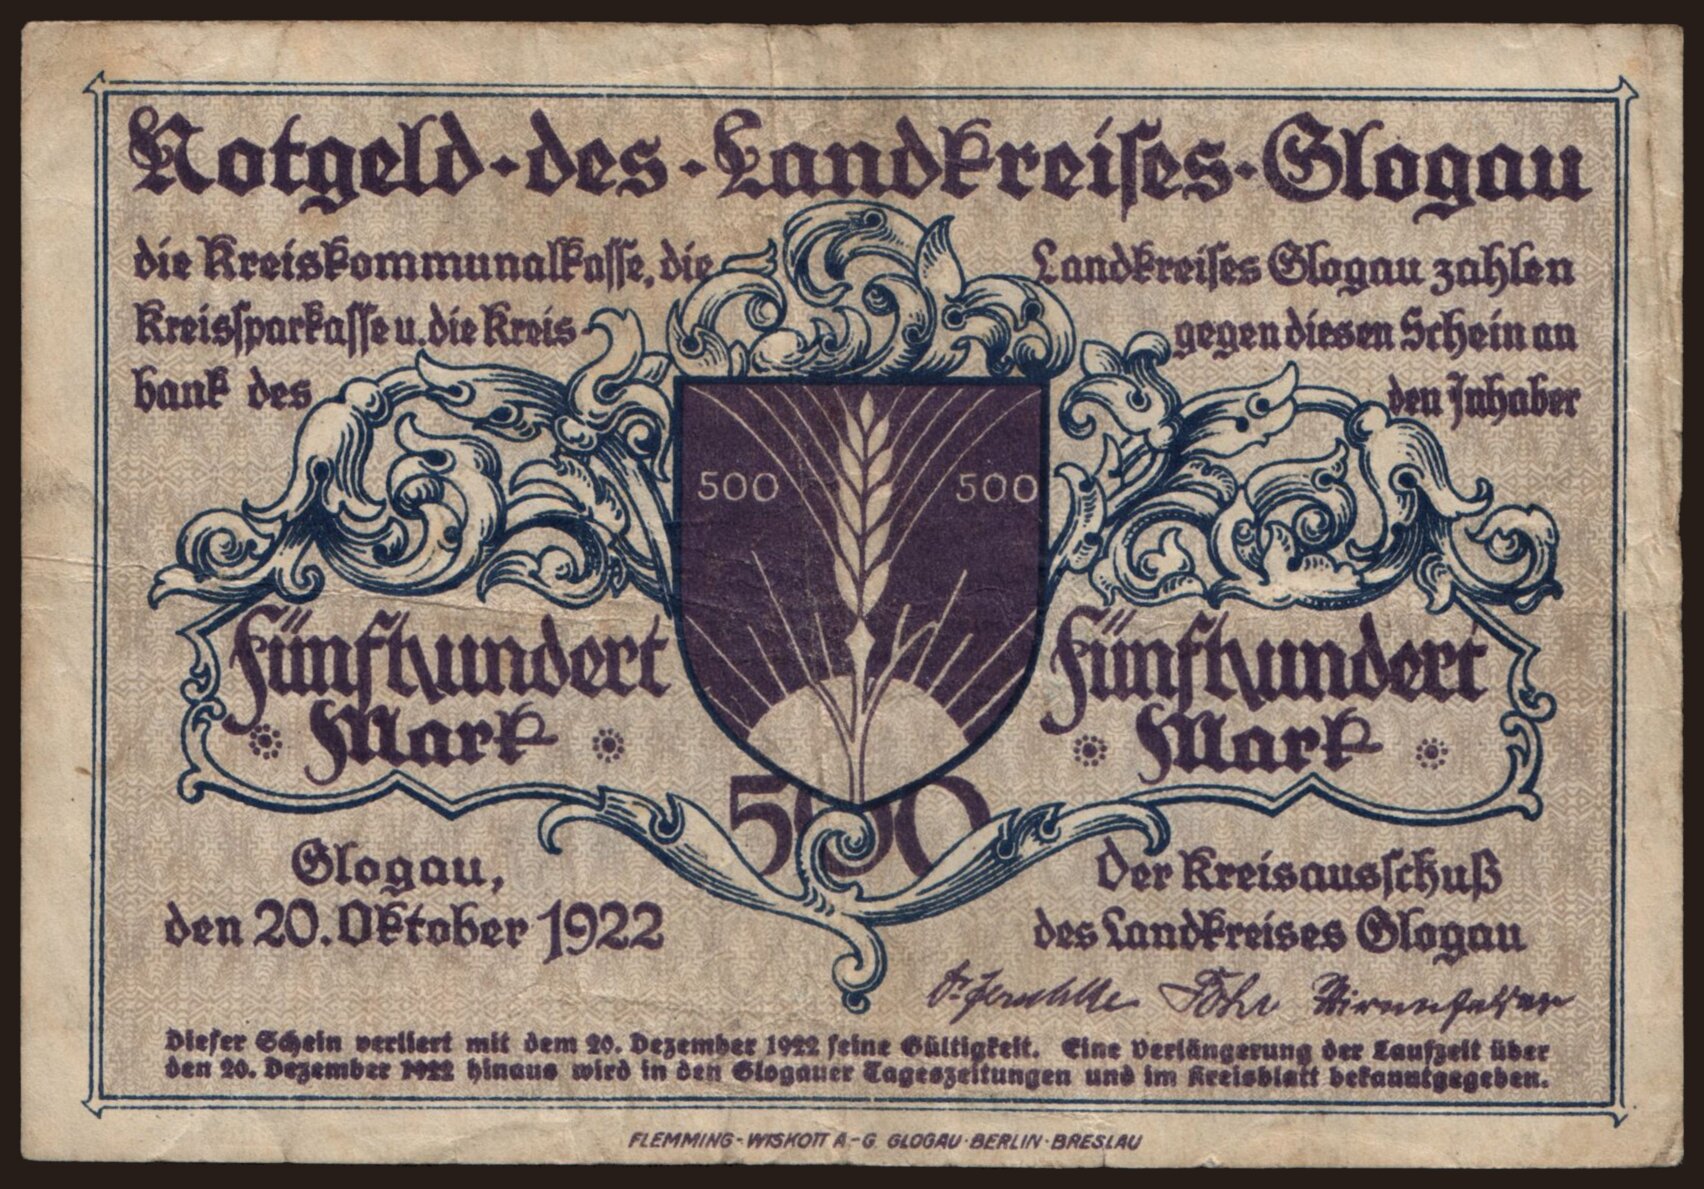 Notgeld-des-Landkreises-Glogau
die Kreiskommunalkasse, die
Kreissparkasse u. die Kreis-
bank des
Landkreises Glogau zahlen
gegen diesen Schein an
den Inhaber
500 500
Fünfhundert
Mark
Fünfhundert
Mark
500
Glogau,
den 20. Oktober 1922
Der Kreisausschuß
des Landkreises Glogau
Dieser Schein verliert mit dem 20. Dezember 1922 seine Gültigkeit. Eine Verlängerung der Laufzeit über
den 20. Dezember 1922 hinaus wird in den Glogauer Tageszeitungen und im Kreisblatt bekanntgegeben.
FLEMMING-WISKOTT A-G. GLOGAU·BERLIN·BRESLAU